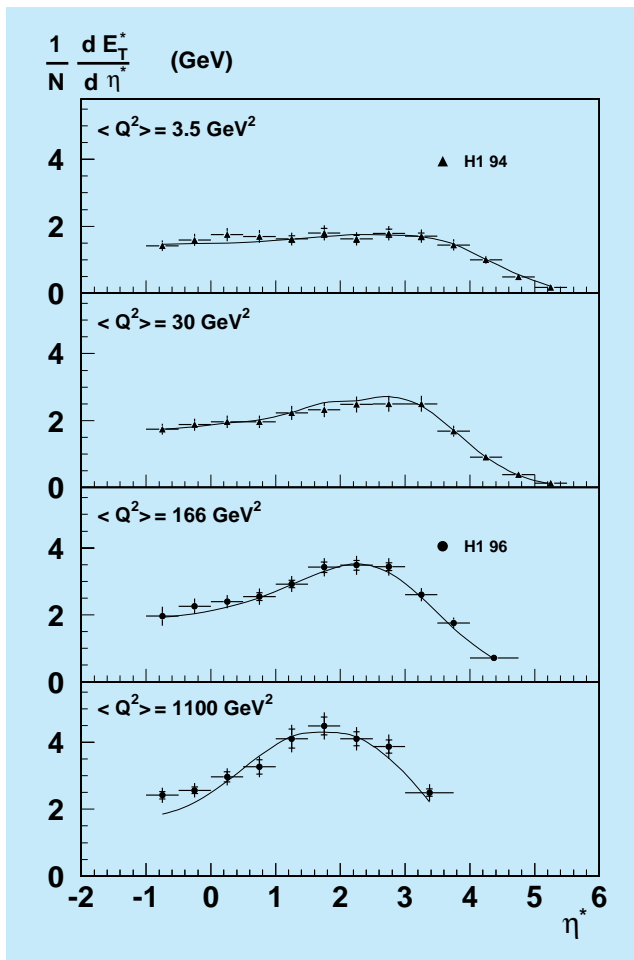 1/N d E*_T / d η* (GeV)
< Q²> = 3.5 GeV²
H1 94
4
2
0
< Q²> = 30 GeV²
4
2
0
< Q²> = 166 GeV²
H1 96
4
2
0
< Q²> = 1100 GeV²
4
2
0
-2 -1 0 1 2 3 4 5 6
η*